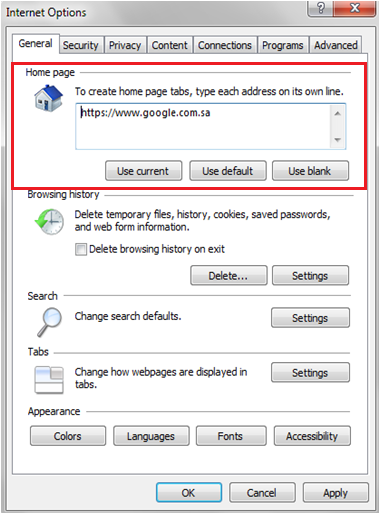 Internet Options
General Security Privacy Content Connections Programs Advanced
Home page
To create home page tabs, type each address on its own line.
https://www.google.com.sa
Use current Use default Use blank
Browsing history
Delete temporary files, history, cookies, saved passwords,
and web form information.
Delete browsing history on exit
Delete... Settings
Search
Change search defaults. Settings
Tabs
Change how webpages are displayed in
tabs.
Settings
Appearance
Colors Languages Fonts Accessibility
OK Cancel Apply